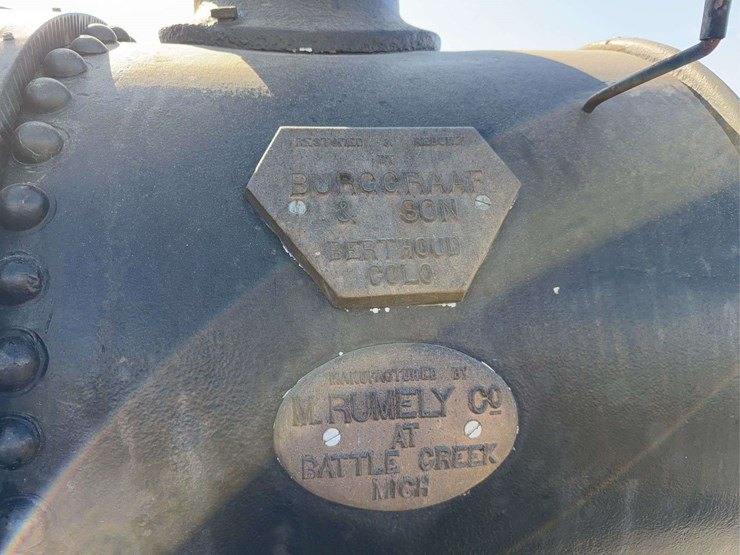 RESTORED & REBUILT
BY
BURGGRAAF
& SON
BERTHOUD
COLO
MANUFACTURED BY
M. RUMELY CO
AT
BATTLE CREEK
MICH